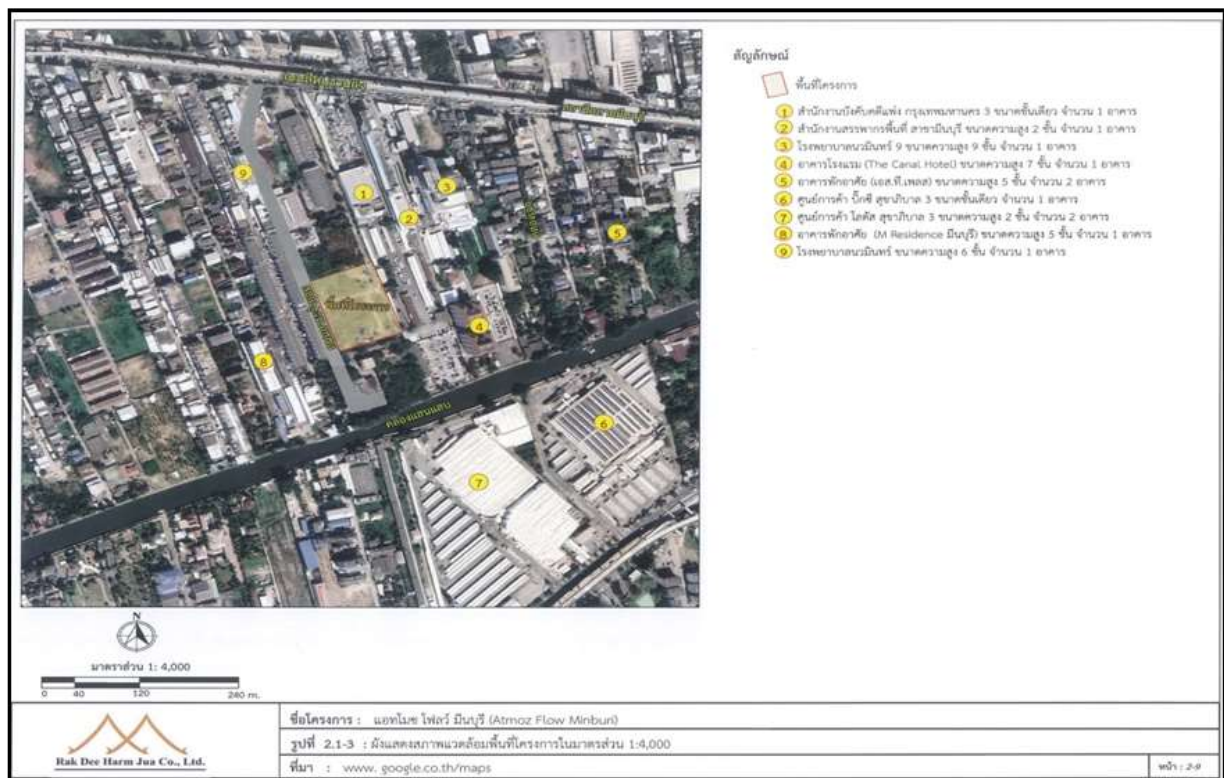 สัญลักษณ์
พื้นที่โครงการ
1 สำนักงานบังคับคดีแพ่ง กรุงเทพมหานคร 3 ขนาดชั้นเดียว จำนวน 1 อาคาร
2 สำนักงานสรรพากรพื้นที่ สาขามีนบุรี ขนาดความสูง 2 ชั้น จำนวน 1 อาคาร
3 โรงพยาบาลนวมินทร์ 9 ขนาดความสูง 9 ชั้น จำนวน 1 อาคาร
4 อาคารโรงแรม (The Canal Hotel) ขนาดความสูง 7 ชั้น จำนวน 1 อาคาร
5 อาคารพักอาศัย (เอส.ที.เพลส) ขนาดความสูง 5 ชั้น จำนวน 2 อาคาร
6 ศูนย์การค้า บิ๊กซี สุขาภิบาล 3 ขนาดชั้นเดียว จำนวน 1 อาคาร
7 ศูนย์การค้า โลตัส สุขาภิบาล 3 ขนาดความสูง 2 ชั้น จำนวน 2 อาคาร
8 อาคารพักอาศัย (M Residence มีนบุรี) ขนาดความสูง 5 ชั้น จำนวน 1 อาคาร
9 โรงพยาบาลนวมินทร์ ขนาดความสูง 6 ชั้น จำนวน 1 อาคาร
9
1
3
2
5
พื้นที่โครงการ
4
8
คลองแสนแสบ
6
7
N
มาตราส่วน 1: 4,000
0 40 120 240 m.
Rak Dee Harm Jua Co., Ltd.
ชื่อโครงการ : แอทโมซ โฟลว์ มีนบุรี (Atmoz Flow Minburi)
รูปที่ 2.1-3 : ผังแสดงสภาพแวดล้อมพื้นที่โครงการในมาตรส่วน 1:4,000
ที่มา : www. google.co.th/maps
หน้า : 2-9